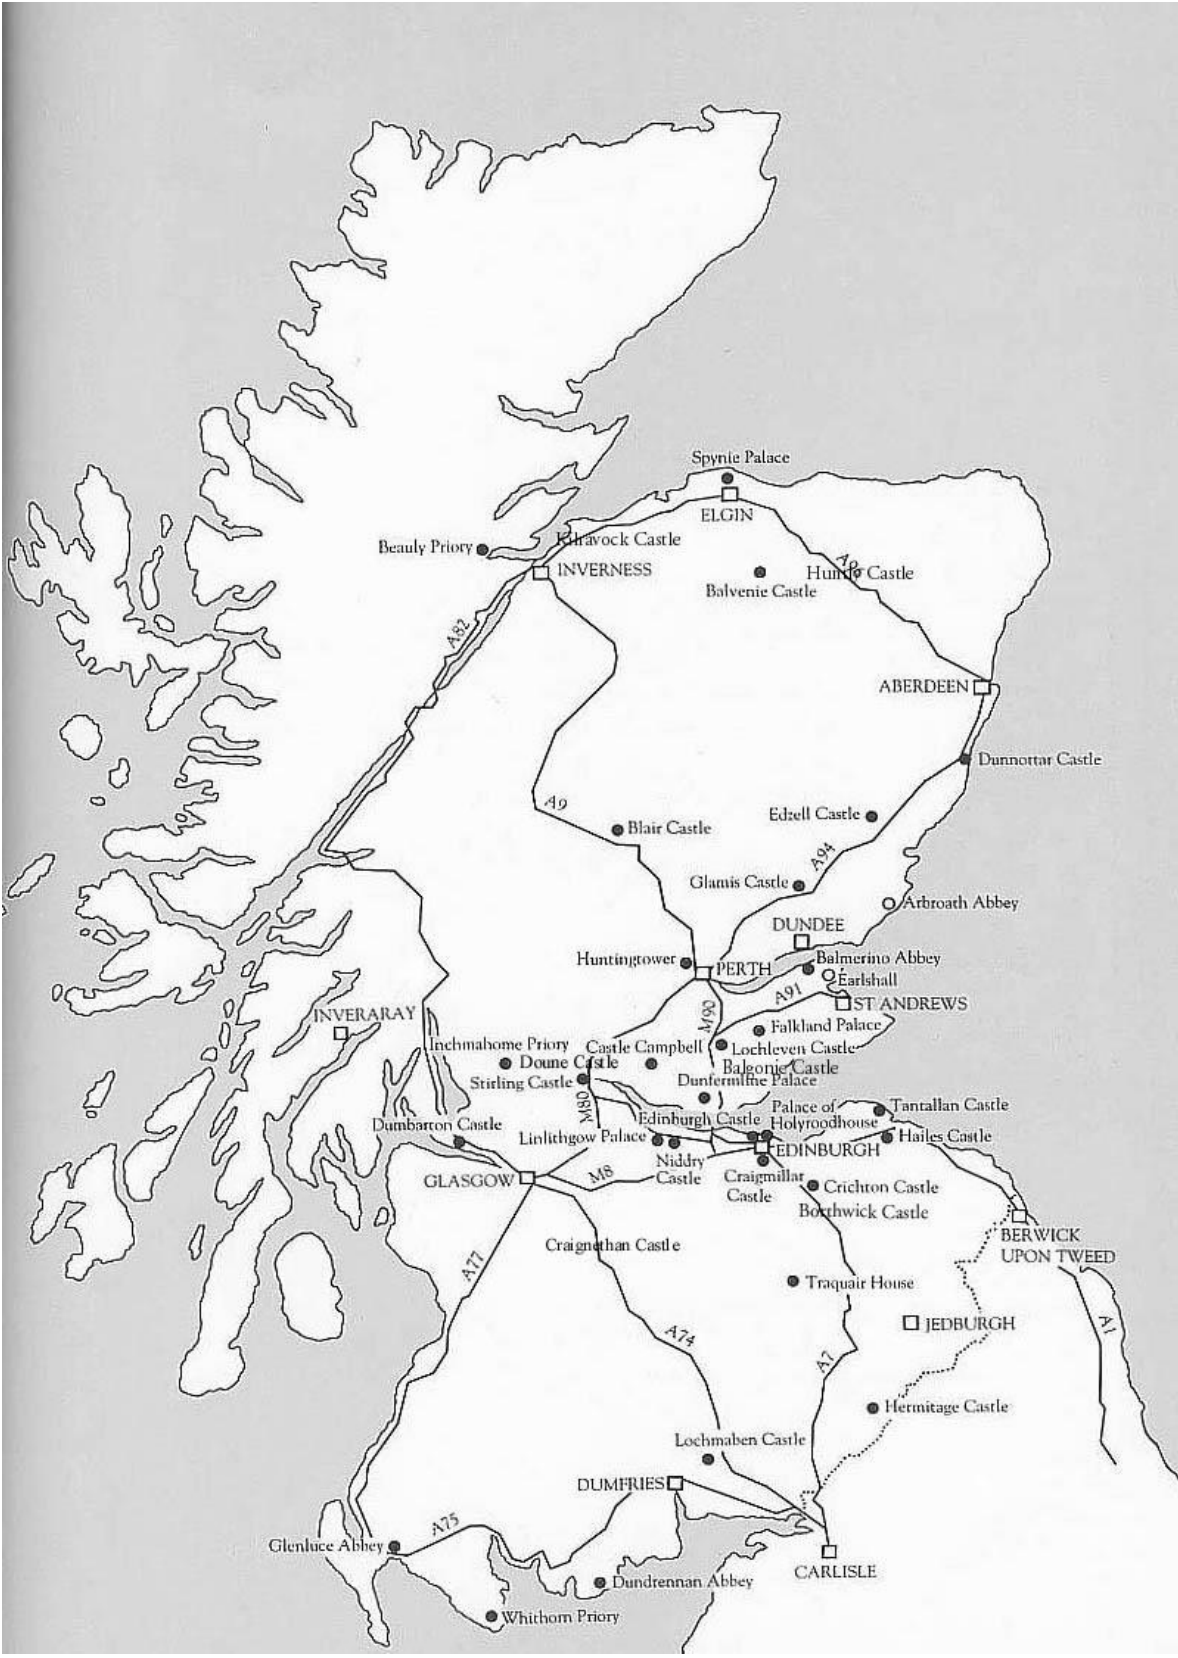 Spynie Palace
ELGIN
Kilravock Castle
Beauly Priory
INVERNESS
A96
Huntly Castle
Balvenie Castle
A82
ABERDEEN
Dunnottar Castle
A9
Blair Castle
Edzell Castle
A94
Glamis Castle
Arbroath Abbey
DUNDEE
Huntingtower
PERTH
Balmerino Abbey
Earlshall
A91
ST ANDREWS
INVERARAY
M90
Falkland Palace
Inchmahome Priory
Castle Campbell
Lochleven Castle
Doune Castle
Balgonie Castle
Stirling Castle
Dunfermline Palace
M80
Tantallan Castle
Dumbarton Castle
Edinburgh Castle
Palace of
Holyroodhouse
Linlithgow Palace
Hailes Castle
EDINBURGH
Niddry
Castle
GLASGOW
M8
Craigmillar
Castle
Crichton Castle
Borthwick Castle
BERWICK
UPON TWEED
Craignethan Castle
A77
Traquair House
A74
JEDBURGH
A1
A7
Hermitage Castle
Lochmaben Castle
DUMFRIES
A75
Glenluce Abbey
CARLISLE
Dundrennan Abbey
Whithorn Priory